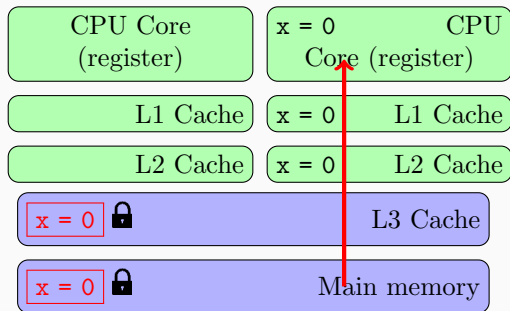 CPU Core
(register)
x = 0 CPU
Core (register)
L1 Cache
x = 0 L1 Cache
L2 Cache
x = 0 L2 Cache
x = 0 L3 Cache
x = 0 Main memory